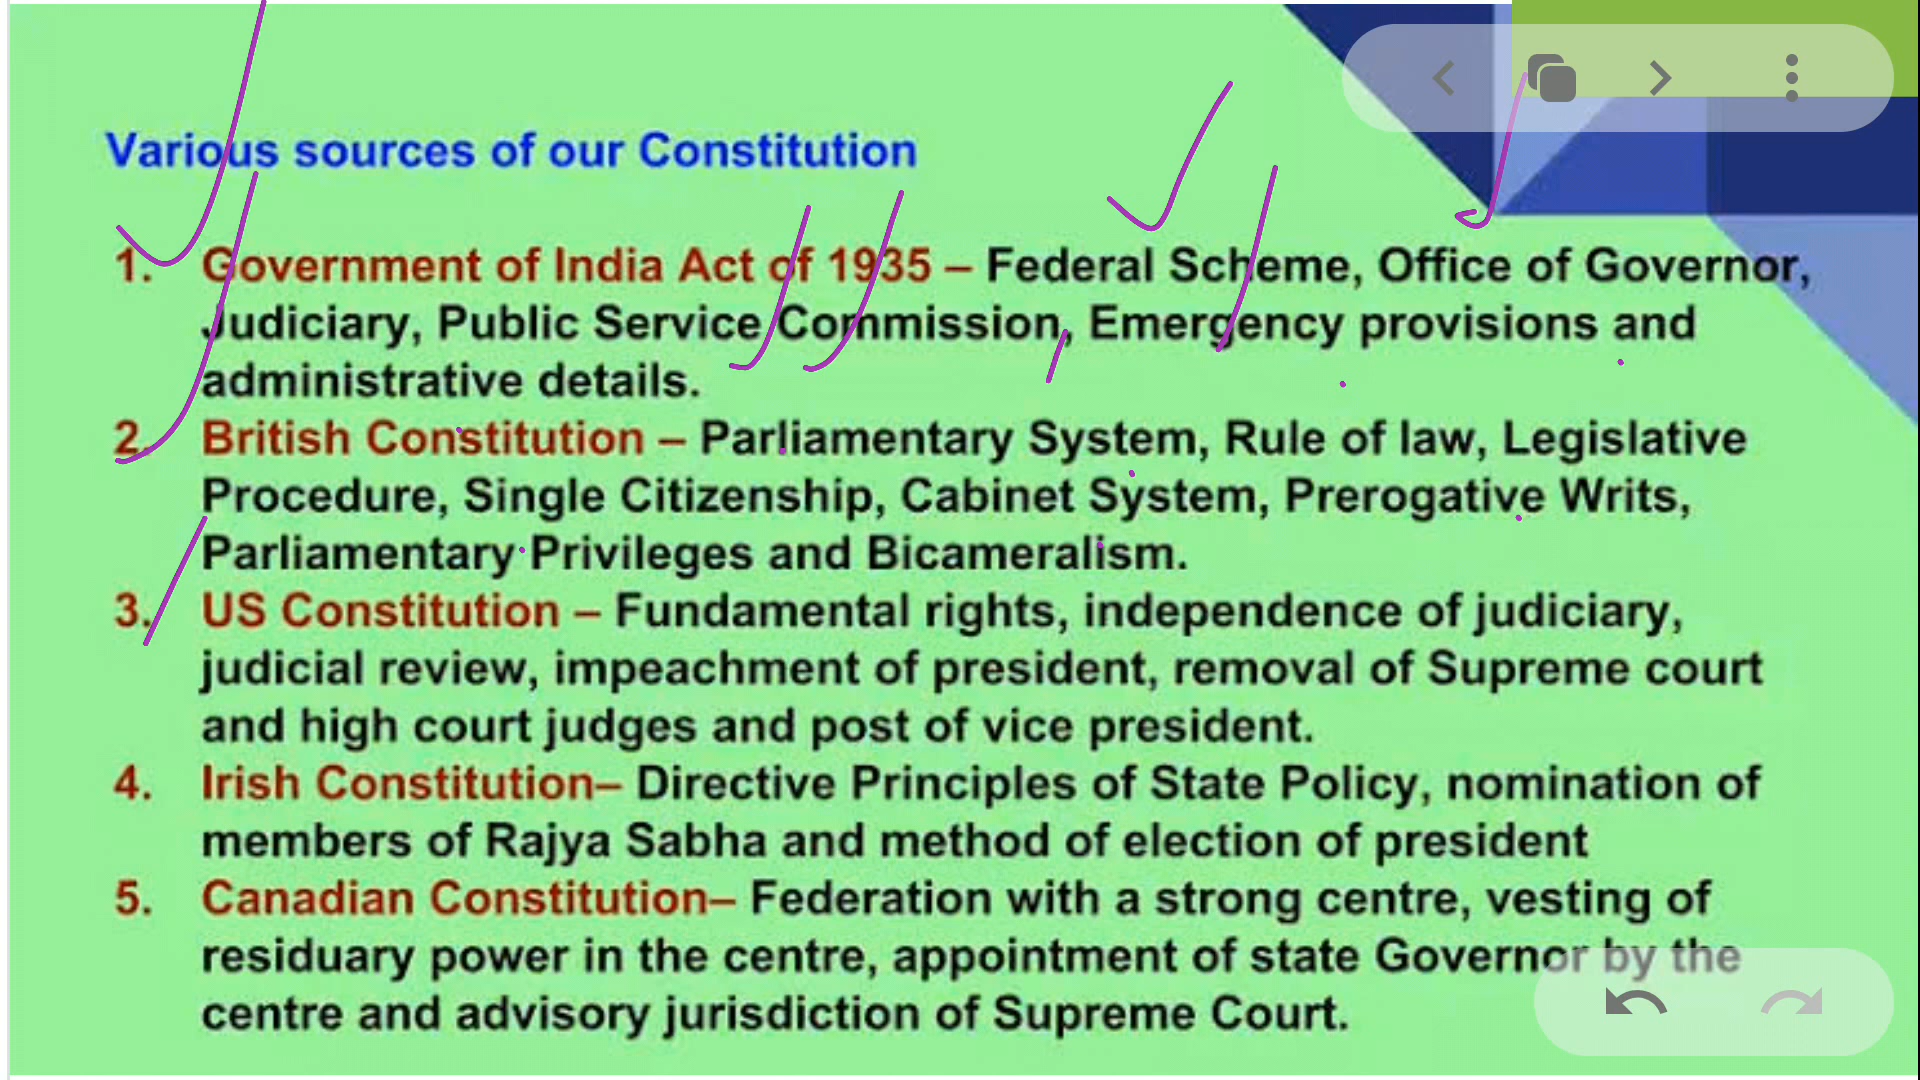 Various sources of our Constitution
1. Government of India Act of 1935 – Federal Scheme, Office of Governor,
Judiciary, Public Service Commission, Emergency provisions and
administrative details.
2. British Constitution – Parliamentary System, Rule of law, Legislative
Procedure, Single Citizenship, Cabinet System, Prerogative Writs,
Parliamentary Privileges and Bicameralism.
3. US Constitution – Fundamental rights, independence of judiciary,
judicial review, impeachment of president, removal of Supreme court
and high court judges and post of vice president.
4. Irish Constitution– Directive Principles of State Policy, nomination of
members of Rajya Sabha and method of election of president
5. Canadian Constitution– Federation with a strong centre, vesting of
residuary power in the centre, appointment of state Governor by the
centre and advisory jurisdiction of Supreme Court.